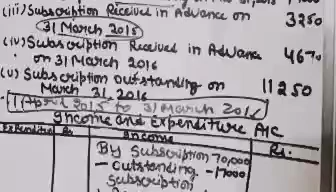 (iii) Subscription Received in Advance on 3250
31 March 2015
(iv) Subscription Received in Advance 4670
on 31 March 2016
(v) Subscription outstanding on 11250
March 31, 2016
1 April 2015 to 31 March 2016
Income and Expenditure A/C
Expenditure Rs. Income Rs.
By Subscription 70,000
- Outstanding - 17000
Subscription